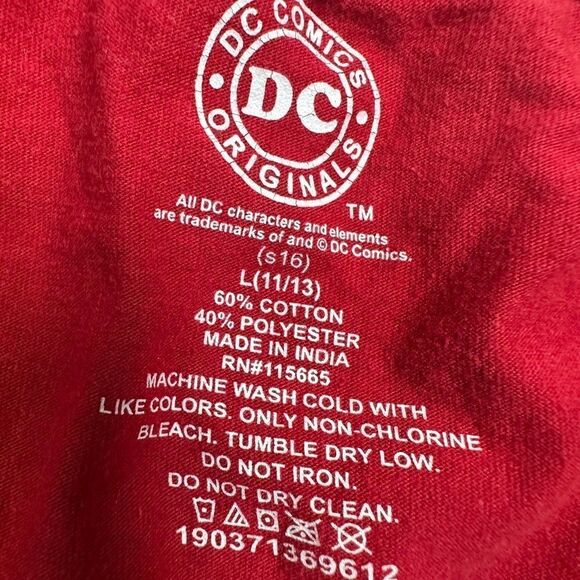 DC COMICS
DC
ORIGINALS
TM
All DC characters and elements
are trademarks of and © DC Comics.
(s16)
L(11/13)
60% COTTON
40% POLYESTER
MADE IN INDIA
RN#115665
MACHINE WASH COLD WITH
LIKE COLORS. ONLY NON-CHLORINE
BLEACH. TUMBLE DRY LOW.
DO NOT IRON.
DO NOT DRY CLEAN.
190371369612